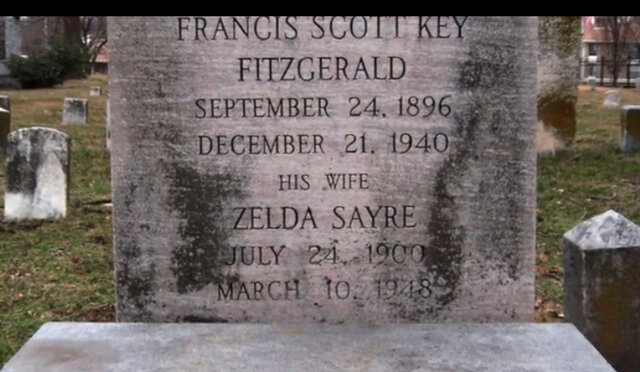 FRANCIS SCOTT KEY
FITZGERALD
SEPTEMBER 24, 1896
DECEMBER 21, 1940
HIS WIFE
ZELDA SAYRE
JULY 24, 1900
MARCH 10, 1948